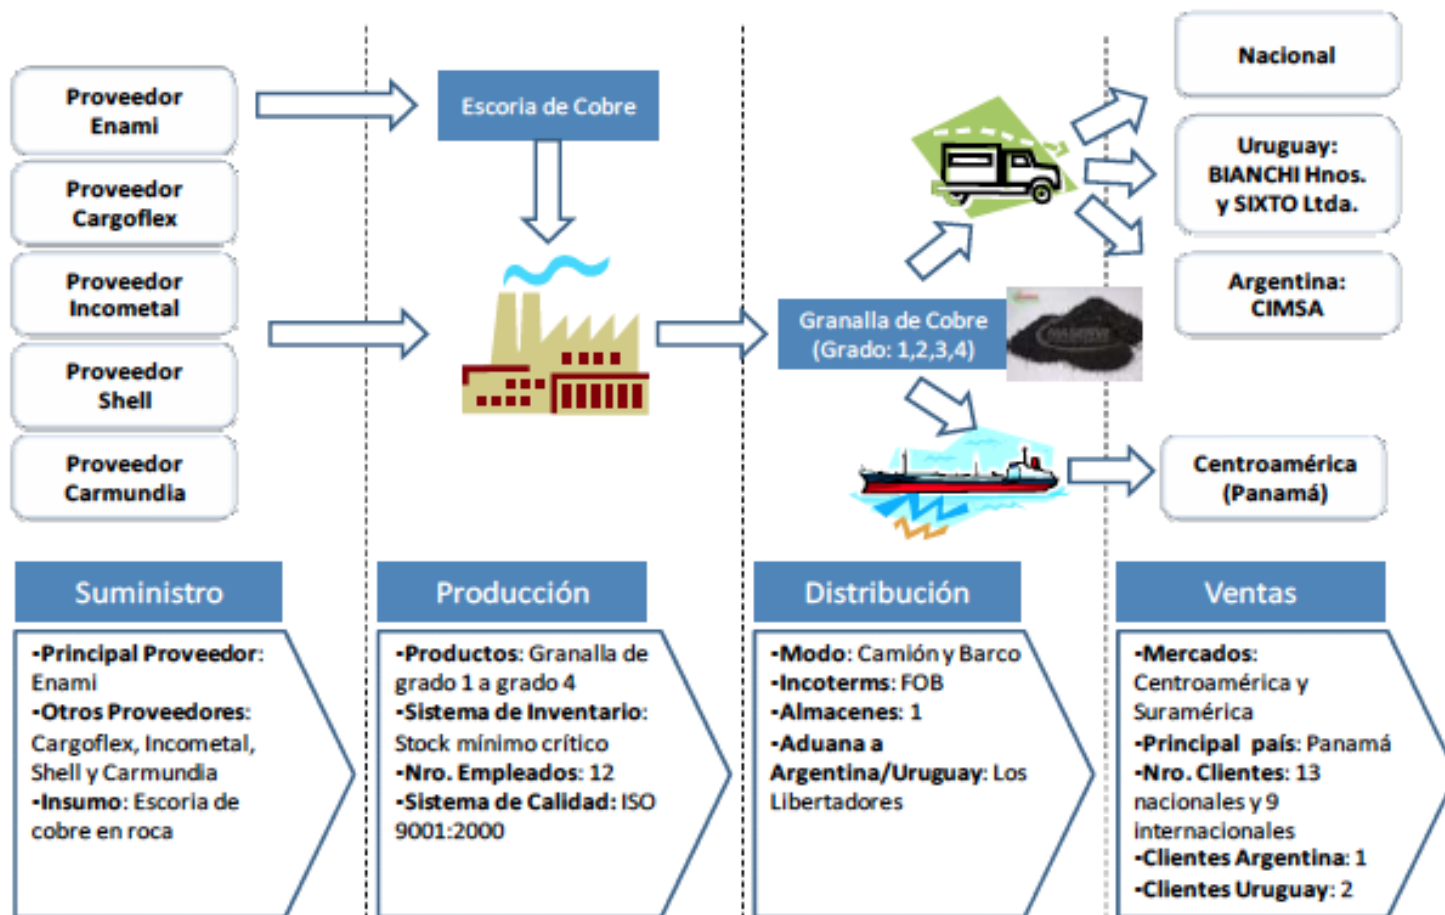 Proveedor
Enami
Proveedor
Cargoflex
Proveedor
Incometal
Proveedor
Shell
Proveedor
Carmundia
Escoria de Cobre
Granalla de Cobre
(Grado: 1,2,3,4)
Nacional
Uruguay:
BIANCHI Hnos.
y SIXTO Ltda.
Argentina:
CIMSA
Centroamérica
(Panamá)
Suministro
▪Principal Proveedor:
Enami
▪Otros Proveedores:
Cargoflex, Incometal,
Shell y Carmundia
▪Insumo: Escoria de
cobre en roca
Producción
▪Productos: Granalla de
grado 1 a grado 4
▪Sistema de Inventario:
Stock mínimo crítico
▪Nro. Empleados: 12
▪Sistema de Calidad: ISO
9001:2000
Distribución
▪Modo: Camión y Barco
▪Incoterms: FOB
▪Almacenes: 1
▪Aduana a
Argentina/Uruguay: Los
Libertadores
Ventas
▪Mercados:
Centroamérica y
Suramérica
▪Principal país: Panamá
▪Nro. Clientes: 13
nacionales y 9
internacionales
▪Clientes Argentina: 1
▪Clientes Uruguay: 2